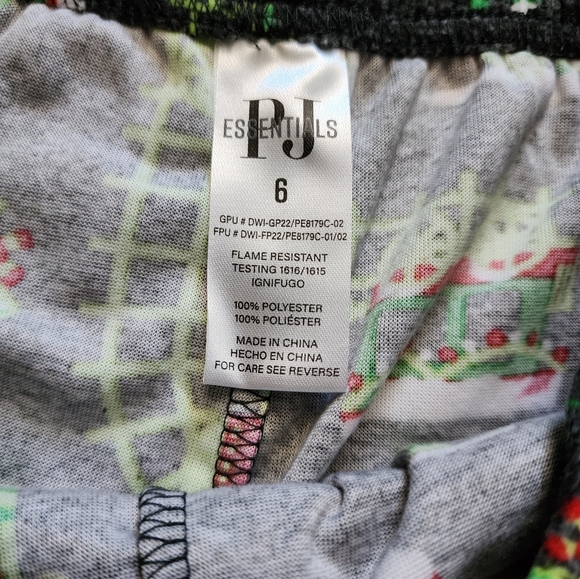 PJ
ESSENTIALS
6
GPU # DWI-GP22/PE8179C-02
FPU # DWI-FP22/PE8179C-01/02
FLAME RESISTANT
TESTING 1616/1615
IGNIFUGO
100% POLYESTER
100% POLIÉSTER
MADE IN CHINA
HECHO EN CHINA
FOR CARE SEE REVERSE